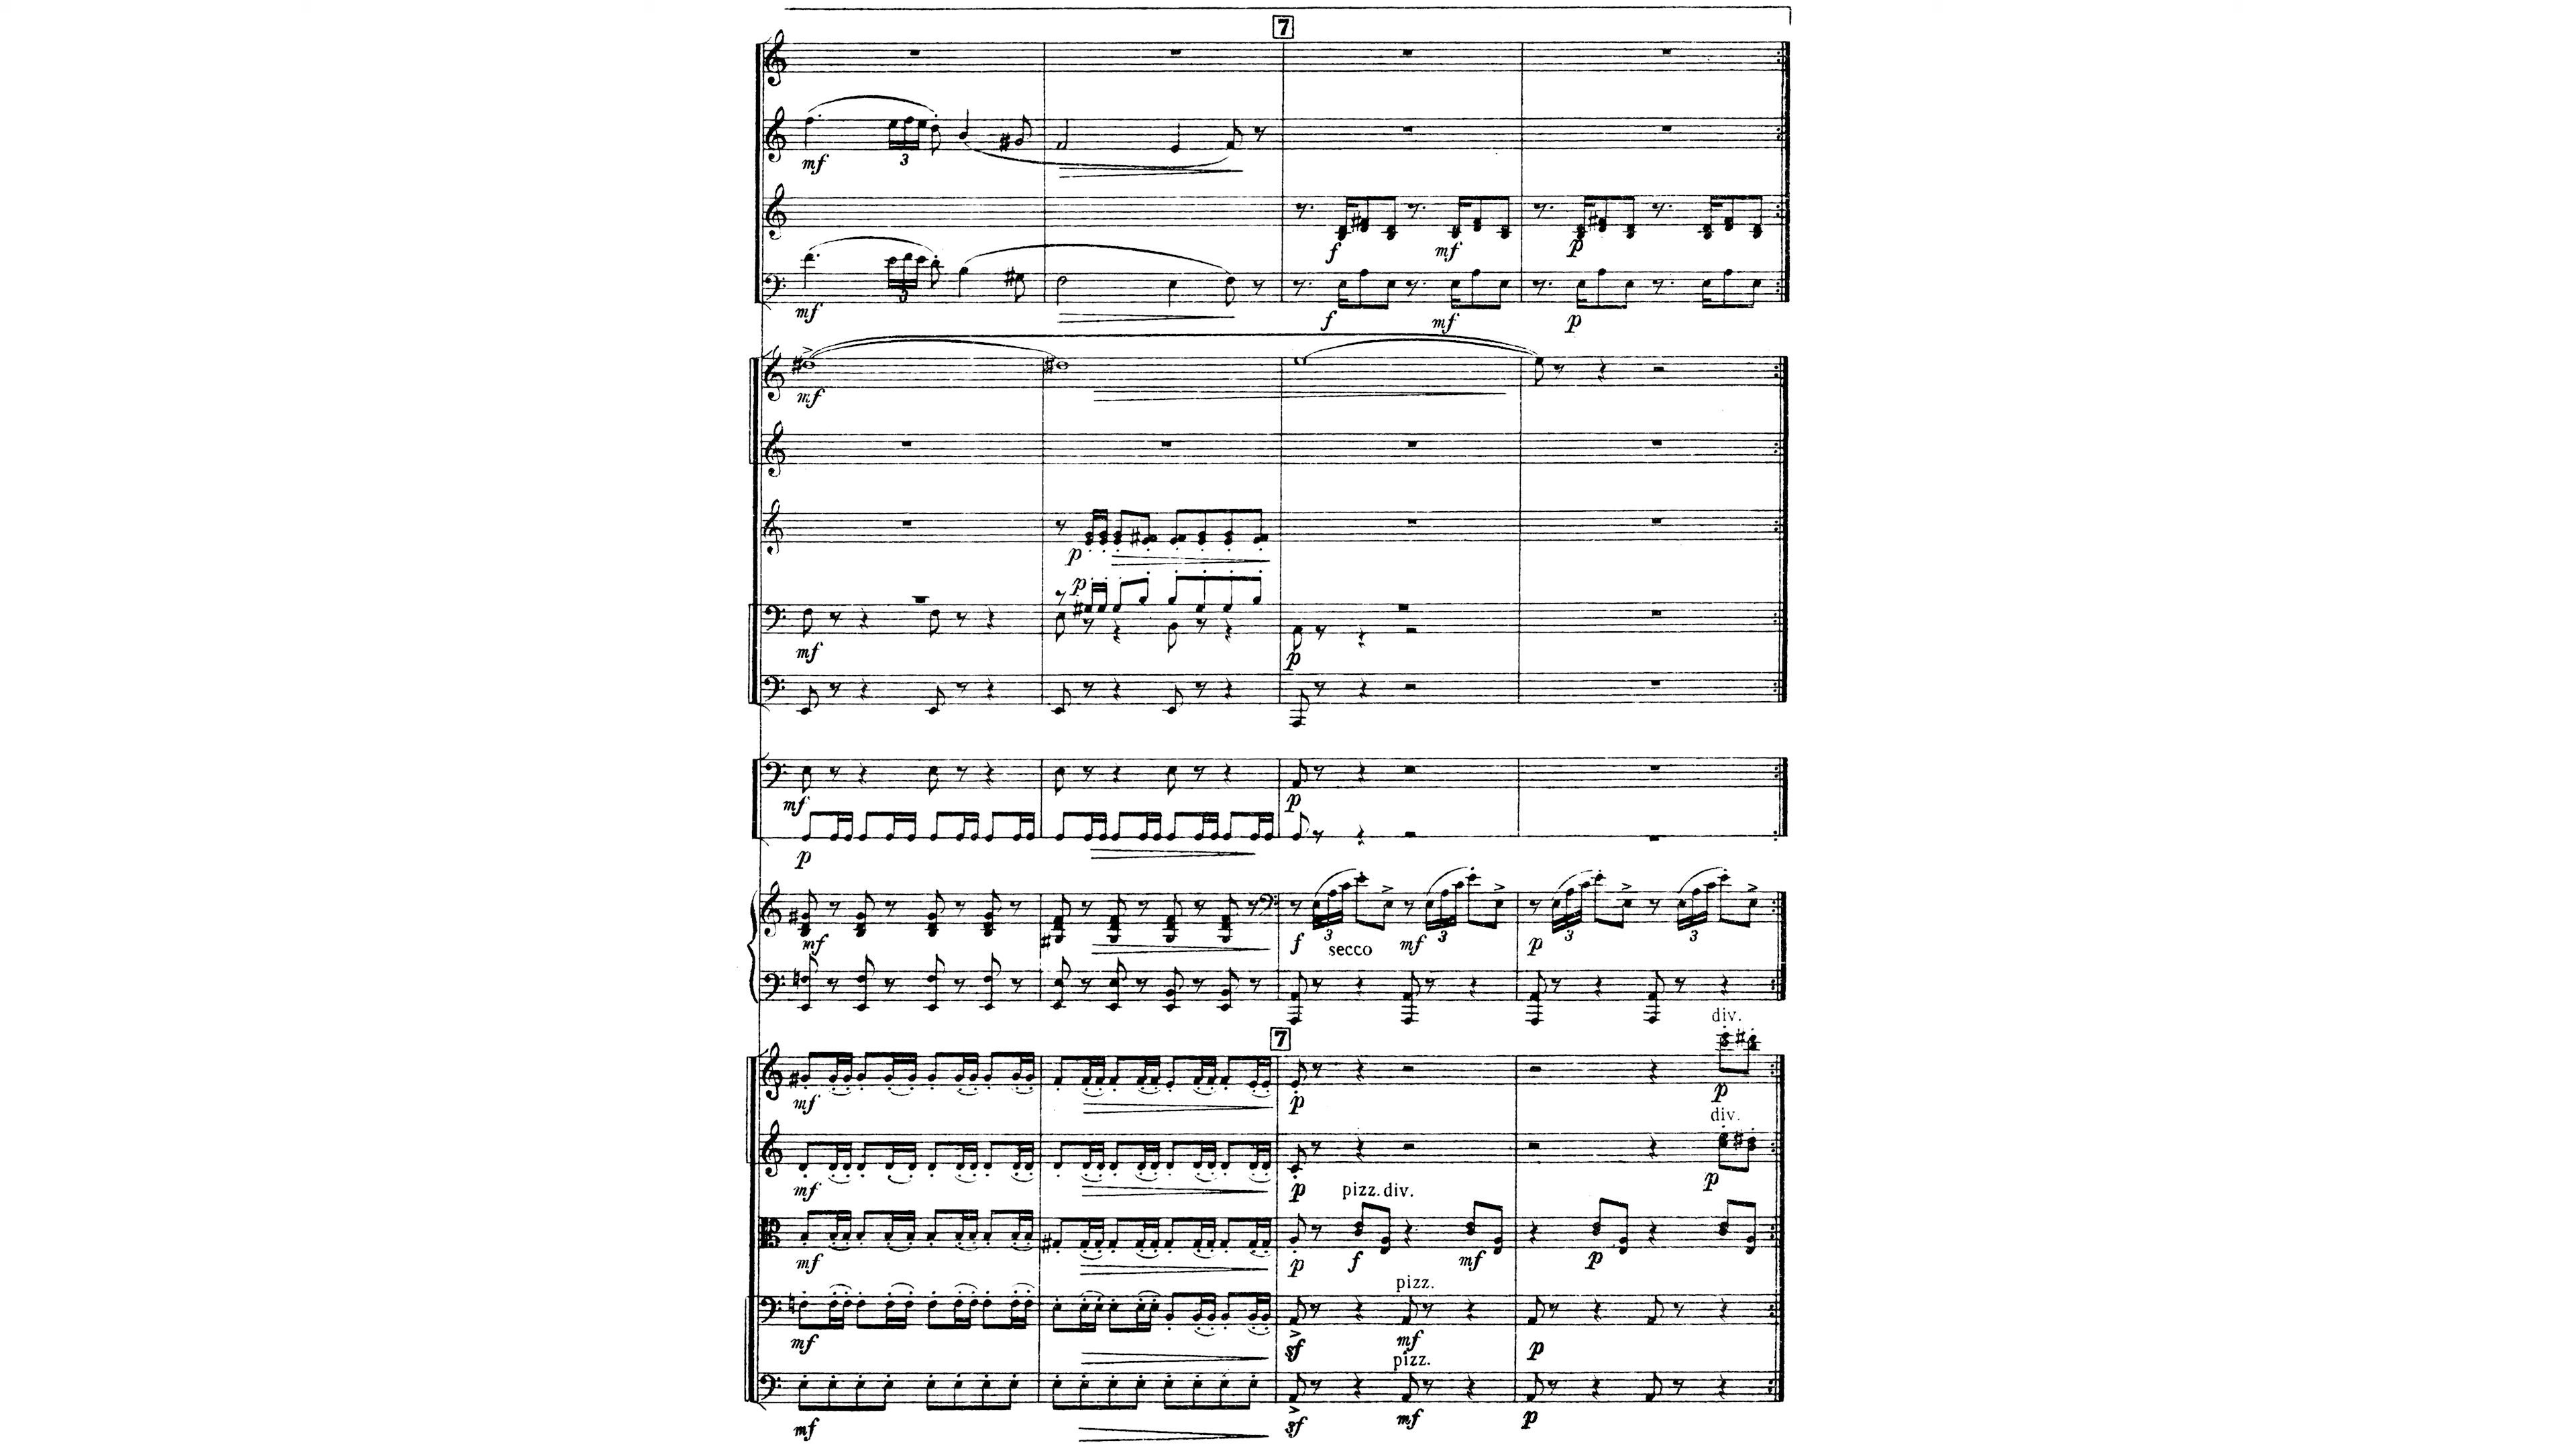 7
mf 3
f mf p
mf 3 f mf p
mf
p
p
mf p
mf p
p
mf f 3 secco mf 3 p 3 3
div.
7
mf p p
div.
mf p p
pizz. div.
mf p f mf p
pizz.
mf sf mf p
pizz.
mf sf mf p